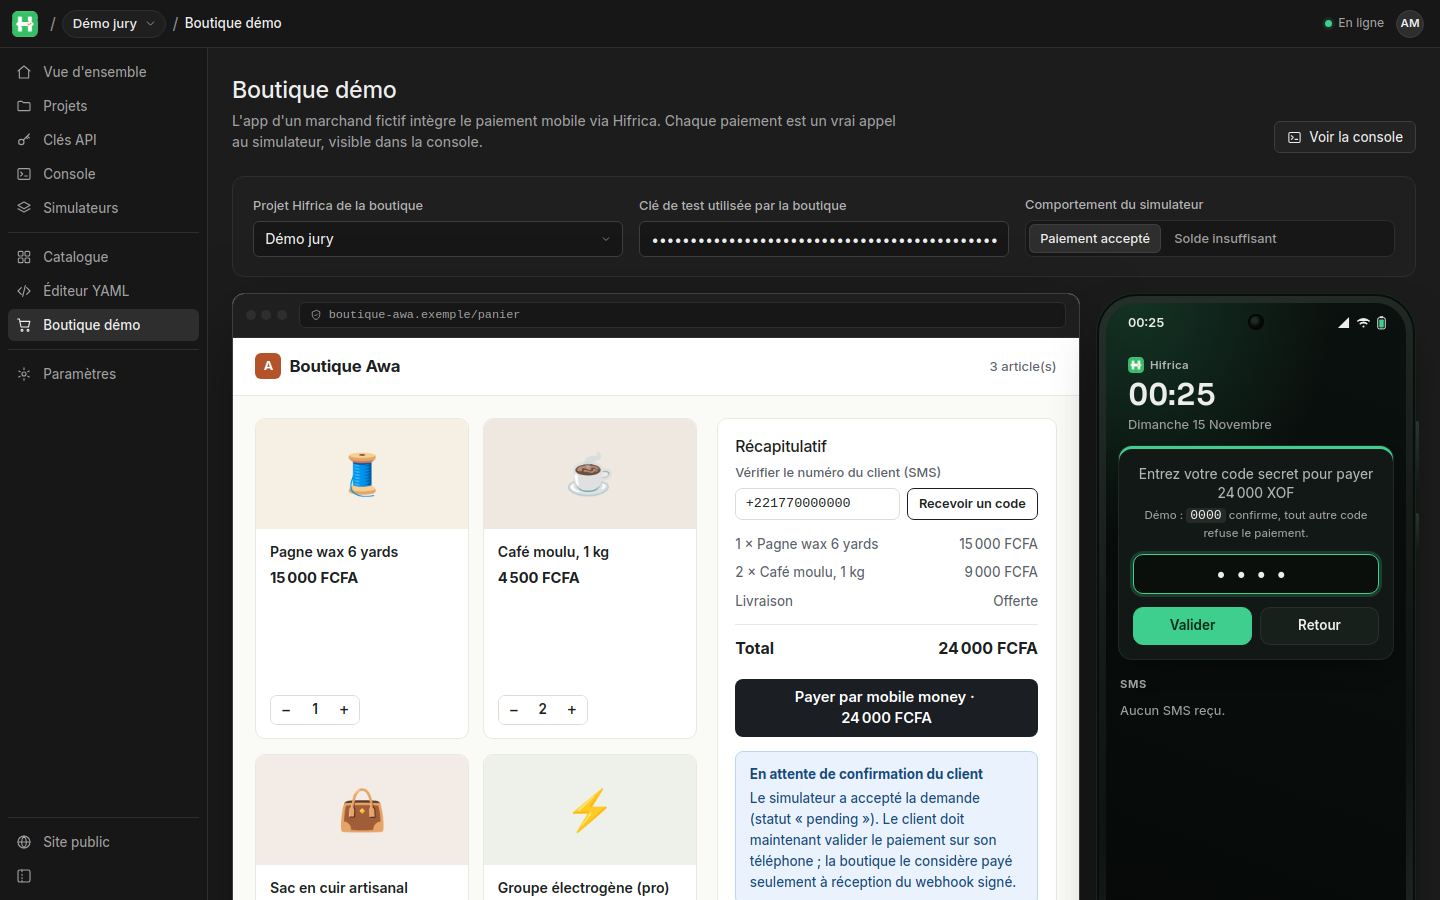 / Démo jury / Boutique démo
En ligne AM
Vue d'ensemble
Projets
Clés API
Console
Simulateurs
Catalogue
Éditeur YAML
Boutique démo
Paramètres
Site public
Boutique démo
L'app d'un marchand fictif intègre le paiement mobile via Hifrica. Chaque paiement est un vrai appel
au simulateur, visible dans la console.
Voir la console
Projet Hifrica de la boutique
Démo jury
Clé de test utilisée par la boutique
••••••••••••••••••••••••••••••••••••••••••••
Comportement du simulateur
Paiement accepté Solde insuffisant
boutique-awa.exemple/panier
A Boutique Awa
3 article(s)
Pagne wax 6 yards
15 000 FCFA
− 1 +
Café moulu, 1 kg
4 500 FCFA
− 2 +
Sac en cuir artisanal
Groupe électrogène (pro)
Récapitulatif
Vérifier le numéro du client (SMS)
+221770000000 Recevoir un code
1 × Pagne wax 6 yards 15 000 FCFA
2 × Café moulu, 1 kg 9 000 FCFA
Livraison Offerte
Total 24 000 FCFA
Payer par mobile money ·
24 000 FCFA
En attente de confirmation du client
Le simulateur a accepté la demande
(statut « pending »). Le client doit
maintenant valider le paiement sur son
téléphone ; la boutique le considère payé
seulement à réception du webhook signé.
00:25
Hifrica
00:25
Dimanche 15 Novembre
Entrez votre code secret pour payer
24 000 XOF
Démo : 0000 confirme, tout autre code
refuse le paiement.
• • • •
Valider Retour
SMS
Aucun SMS reçu.